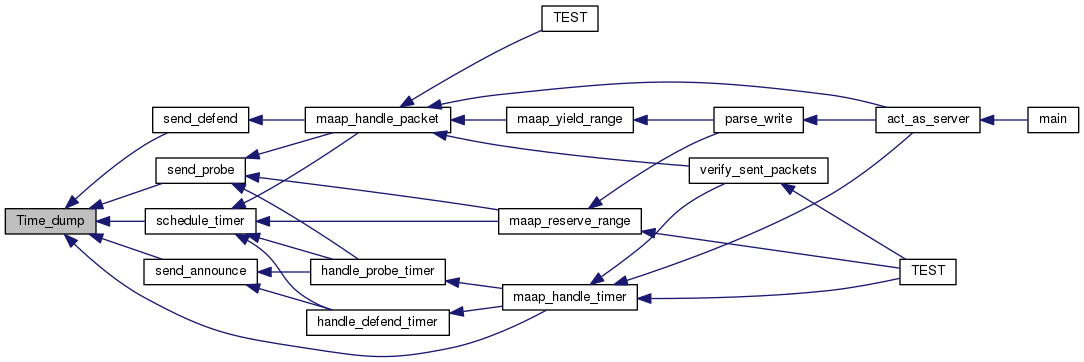 TEST
send_defend
maap_handle_packet
maap_yield_range
parse_write
act_as_server
main
send_probe
verify_sent_packets
Time_dump
schedule_timer
maap_reserve_range
send_announce
handle_probe_timer
TEST
maap_handle_timer
handle_defend_timer